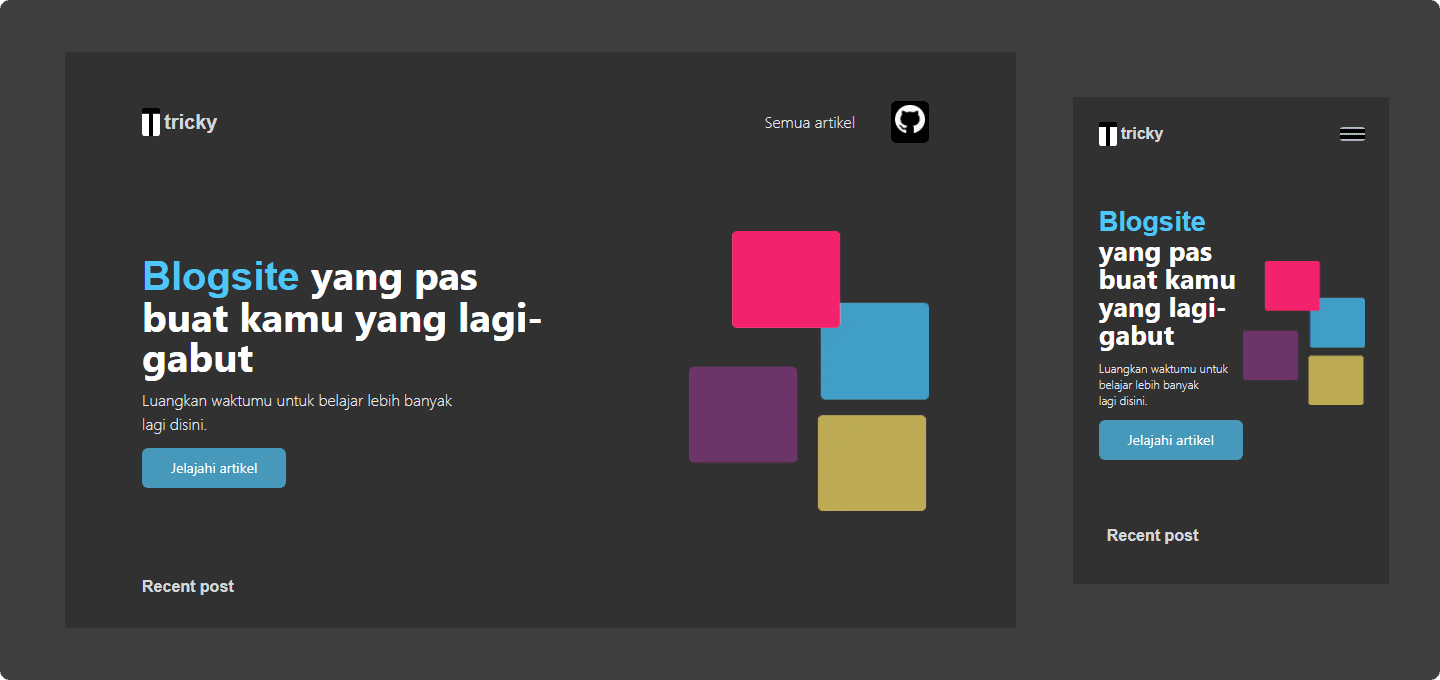 tricky
Semua artikel
Blogsite yang pas
buat kamu yang lagi-
gabut
Luangkan waktumu untuk belajar lebih banyak
lagi disini.
Jelajahi artikel
Recent post
tricky
Blogsite
yang pas
buat kamu
yang lagi-
gabut
Luangkan waktumu untuk
belajar lebih banyak
lagi disini.
Jelajahi artikel
Recent post